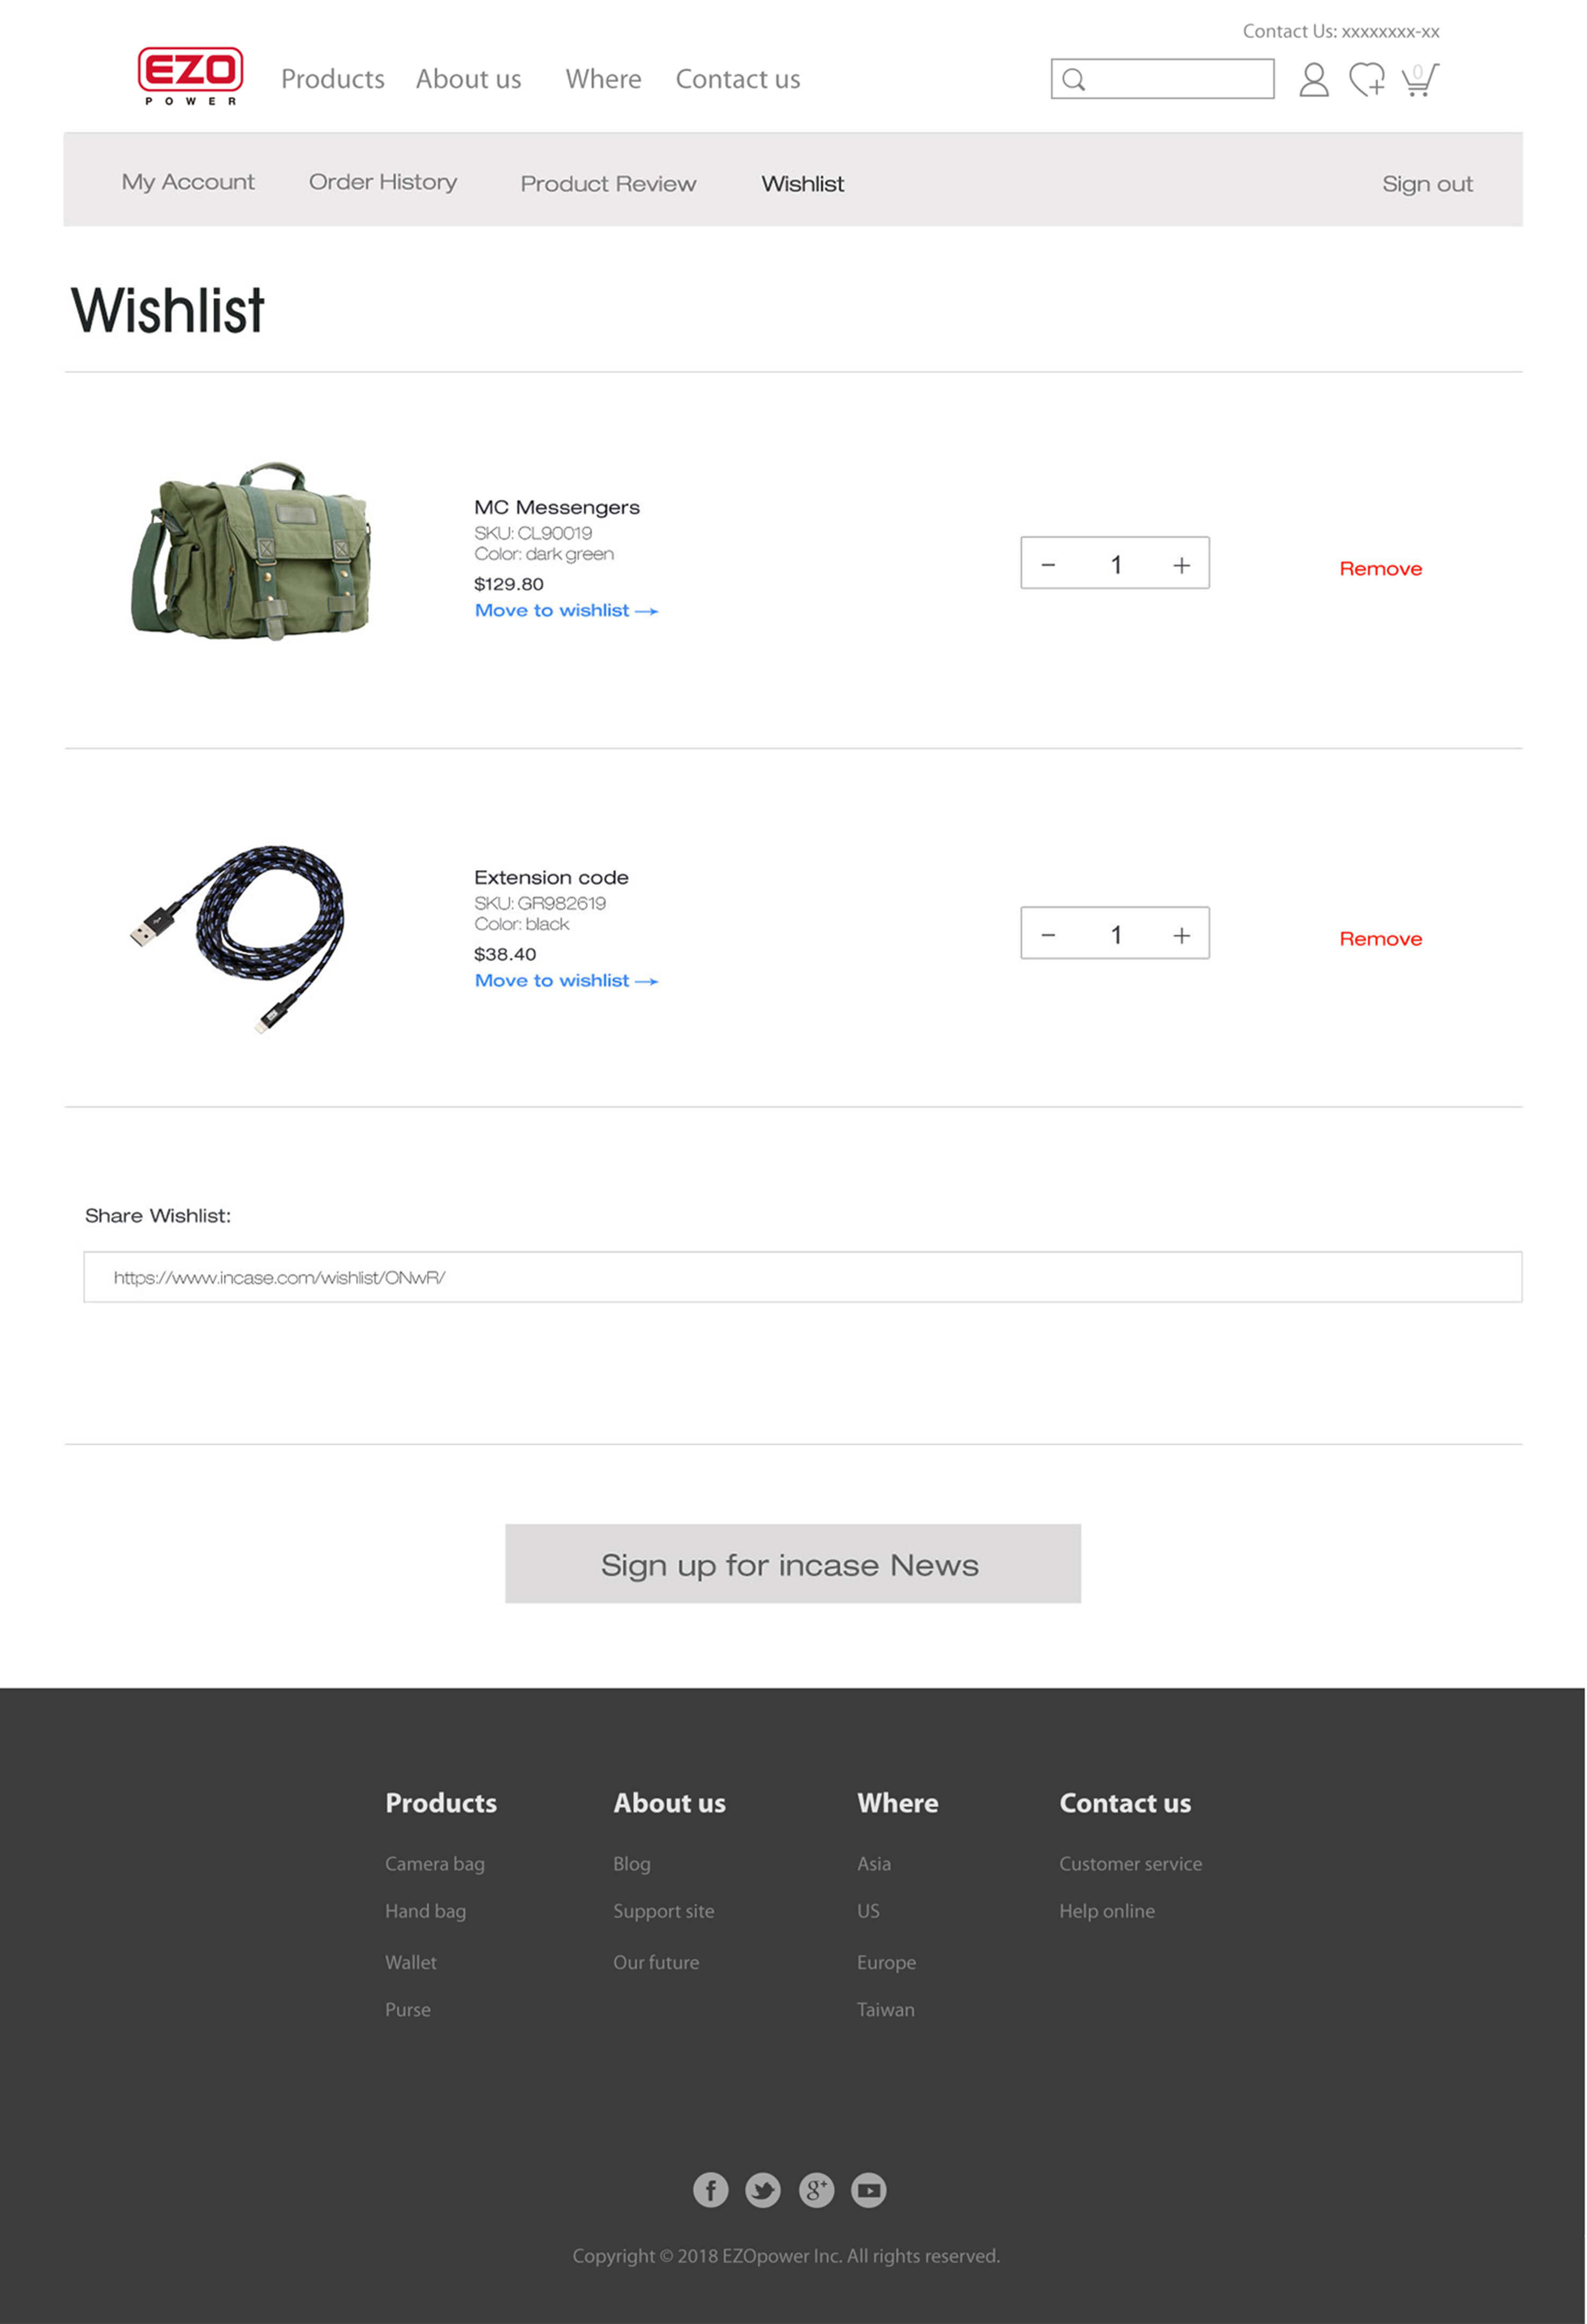 Contact Us: xxxxxxxx-xx
EZO
POWER
Products About us Where Contact us
0
My Account Order History Product Review Wishlist Sign out
Wishlist
MC Messengers
SKU: CL90019
Color: dark green
$129.80
Move to wishlist →
− 1 +
Remove
Extension code
SKU: GR982619
Color: black
$38.40
Move to wishlist →
− 1 +
Remove
Share Wishlist:
https://www.incase.com/wishlist/ONwR/
Sign up for incase News
Products
Camera bag
Hand bag
Wallet
Purse
About us
Blog
Support site
Our future
Where
Asia
US
Europe
Taiwan
Contact us
Customer service
Help online
f
g+
Copyright © 2018 EZOpower Inc. All rights reserved.